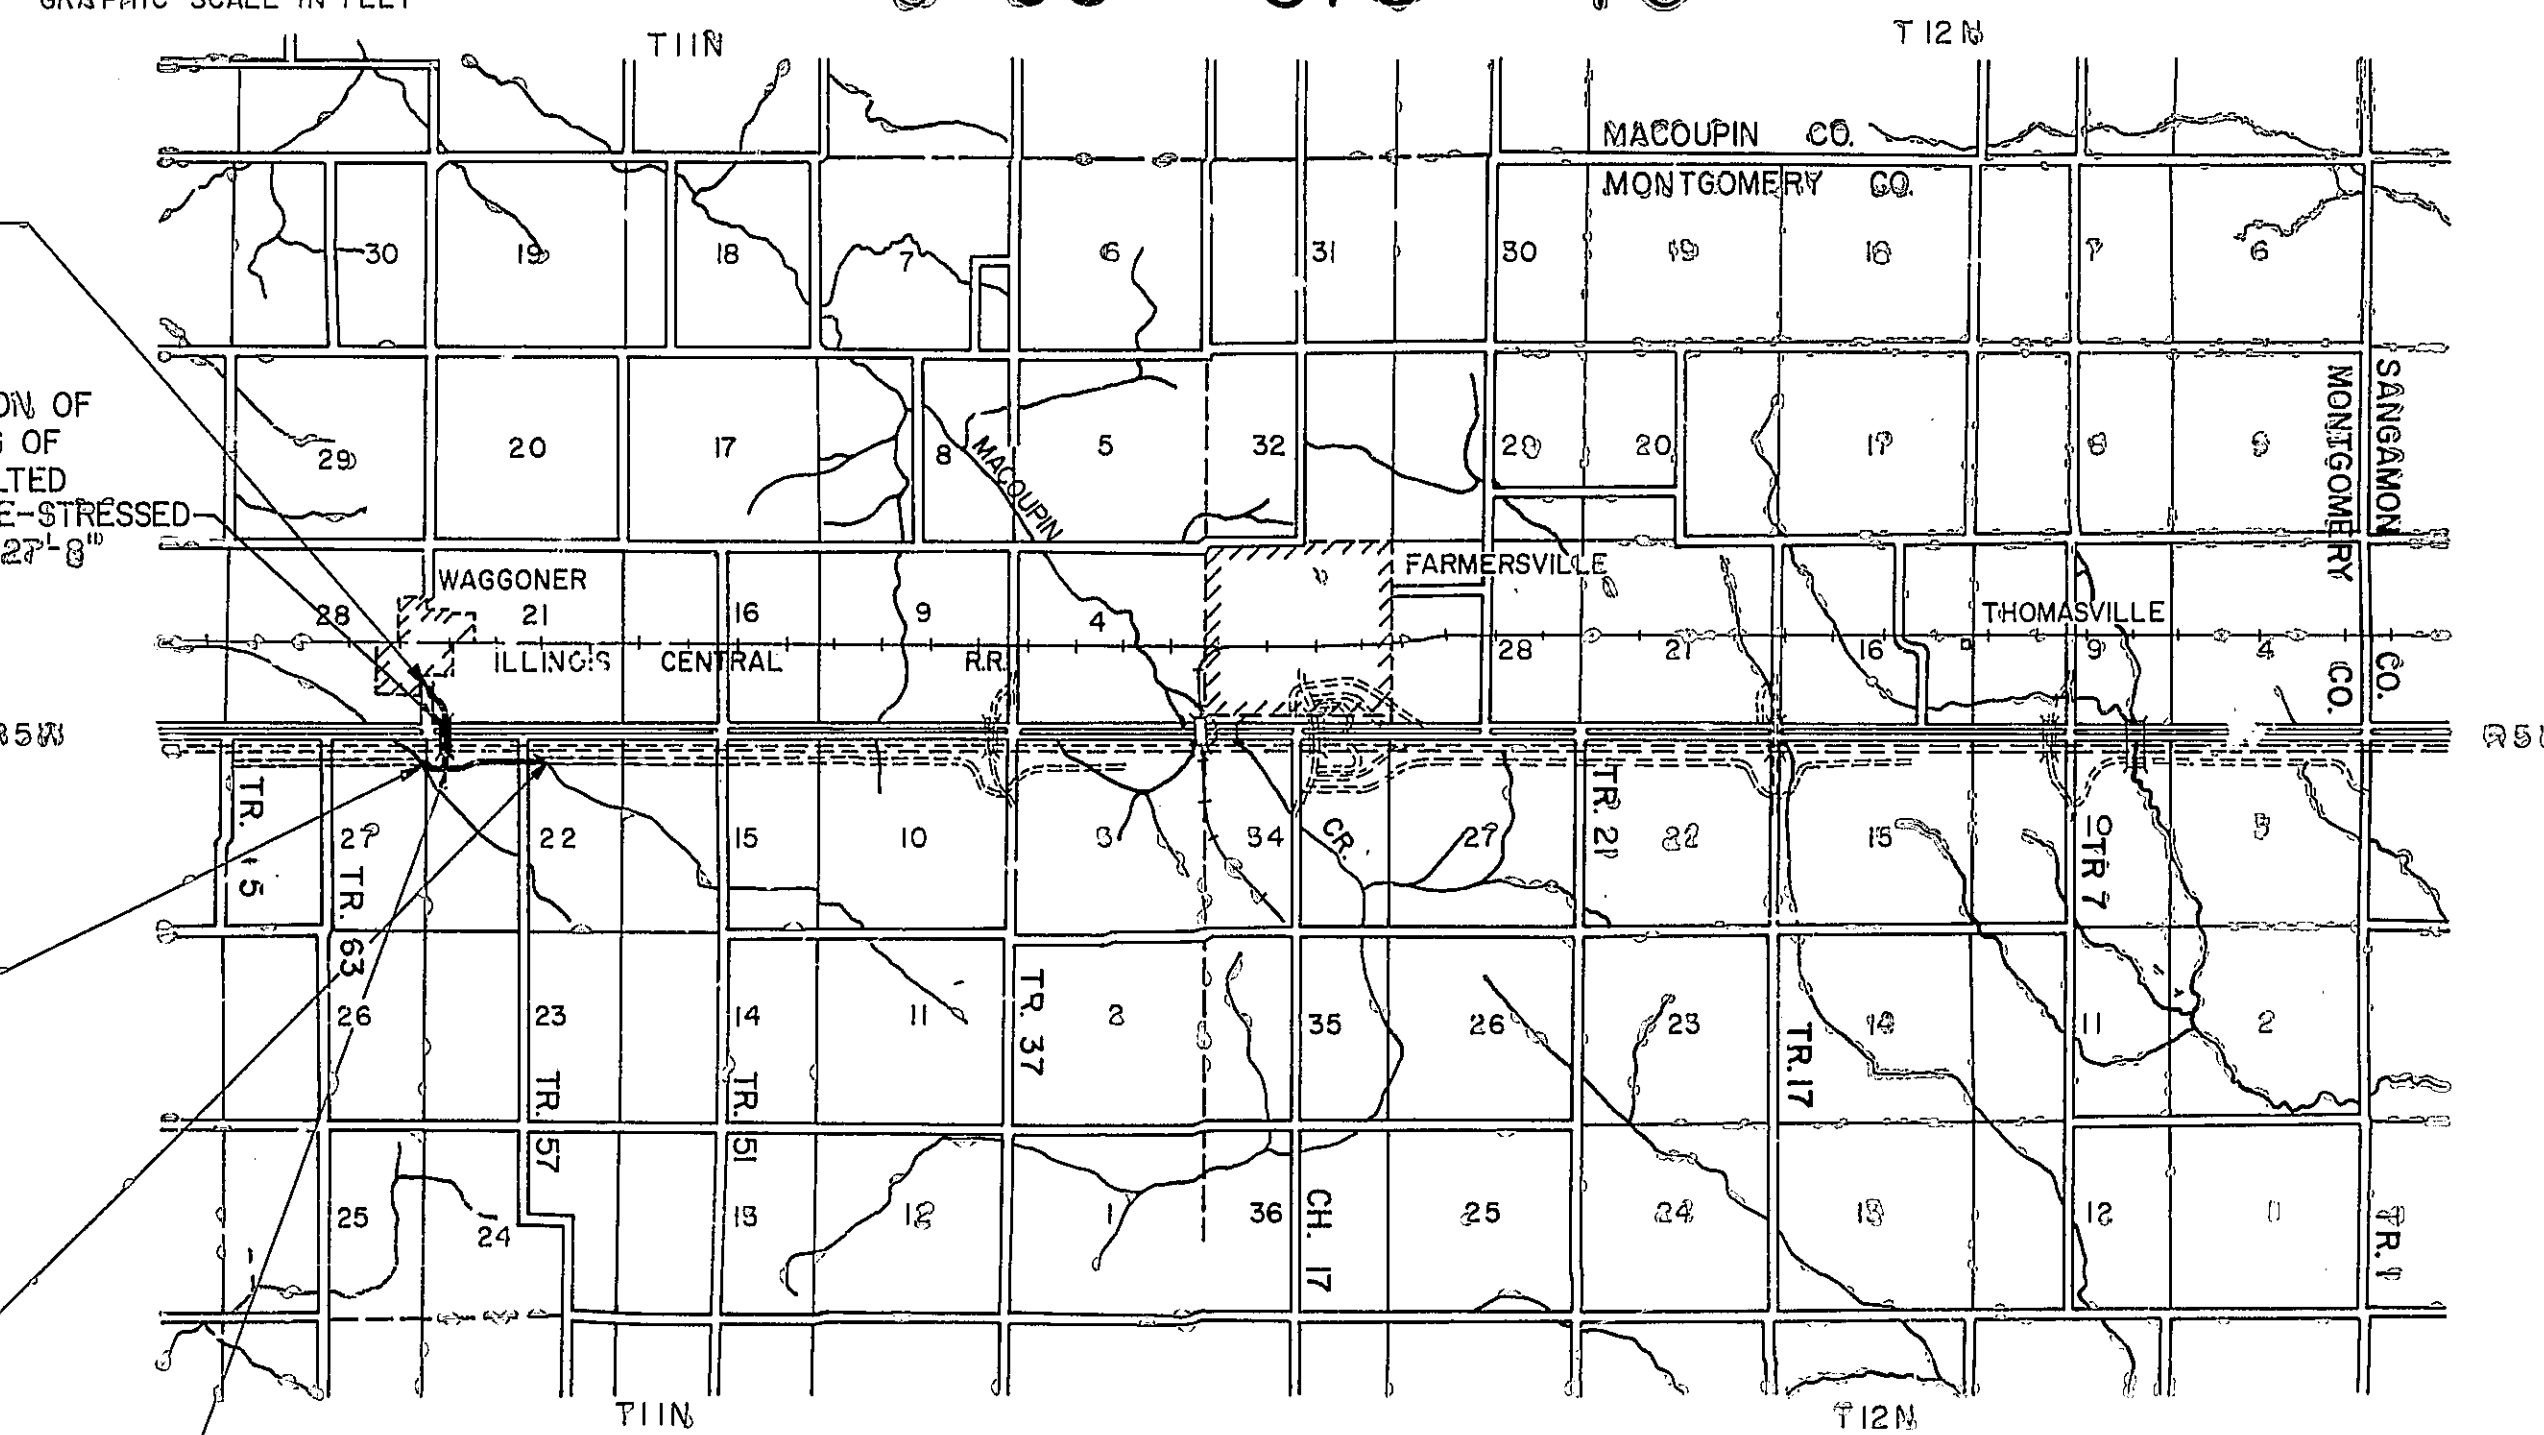 GRAPHIC SCALE IN FEET
T11N
T12N
MACOUPIN CO.
MONTGOMERY CO.
30 19 18 7 6 31 30 19 18 7 6
ON OF
OF
LTED
E-STRESSED
27'-8"
29 20 17 8 5 32 29 20 17 8
MACOUPIN
SANGAMON CO.
MONTGOMERY CO.
WAGGONER
FARMERSVILLE
THOMASVILLE
28 21 16 9 4 28 21 16 9 4
ILLINOIS CENTRAL R.R.
R5W
TR. 15
27 22 15 10 3 34 27 22 15 10
CR.
TR. 63
TR. 21
TR 7
26 23 14 11 2 35 26 23 14 11 2
TR. 37
TR. 17
TR. 57
TR. 51
25 24 13 12 1 36 25 24 13 12 1
CH. 17
TR. 1
T11N
T12N